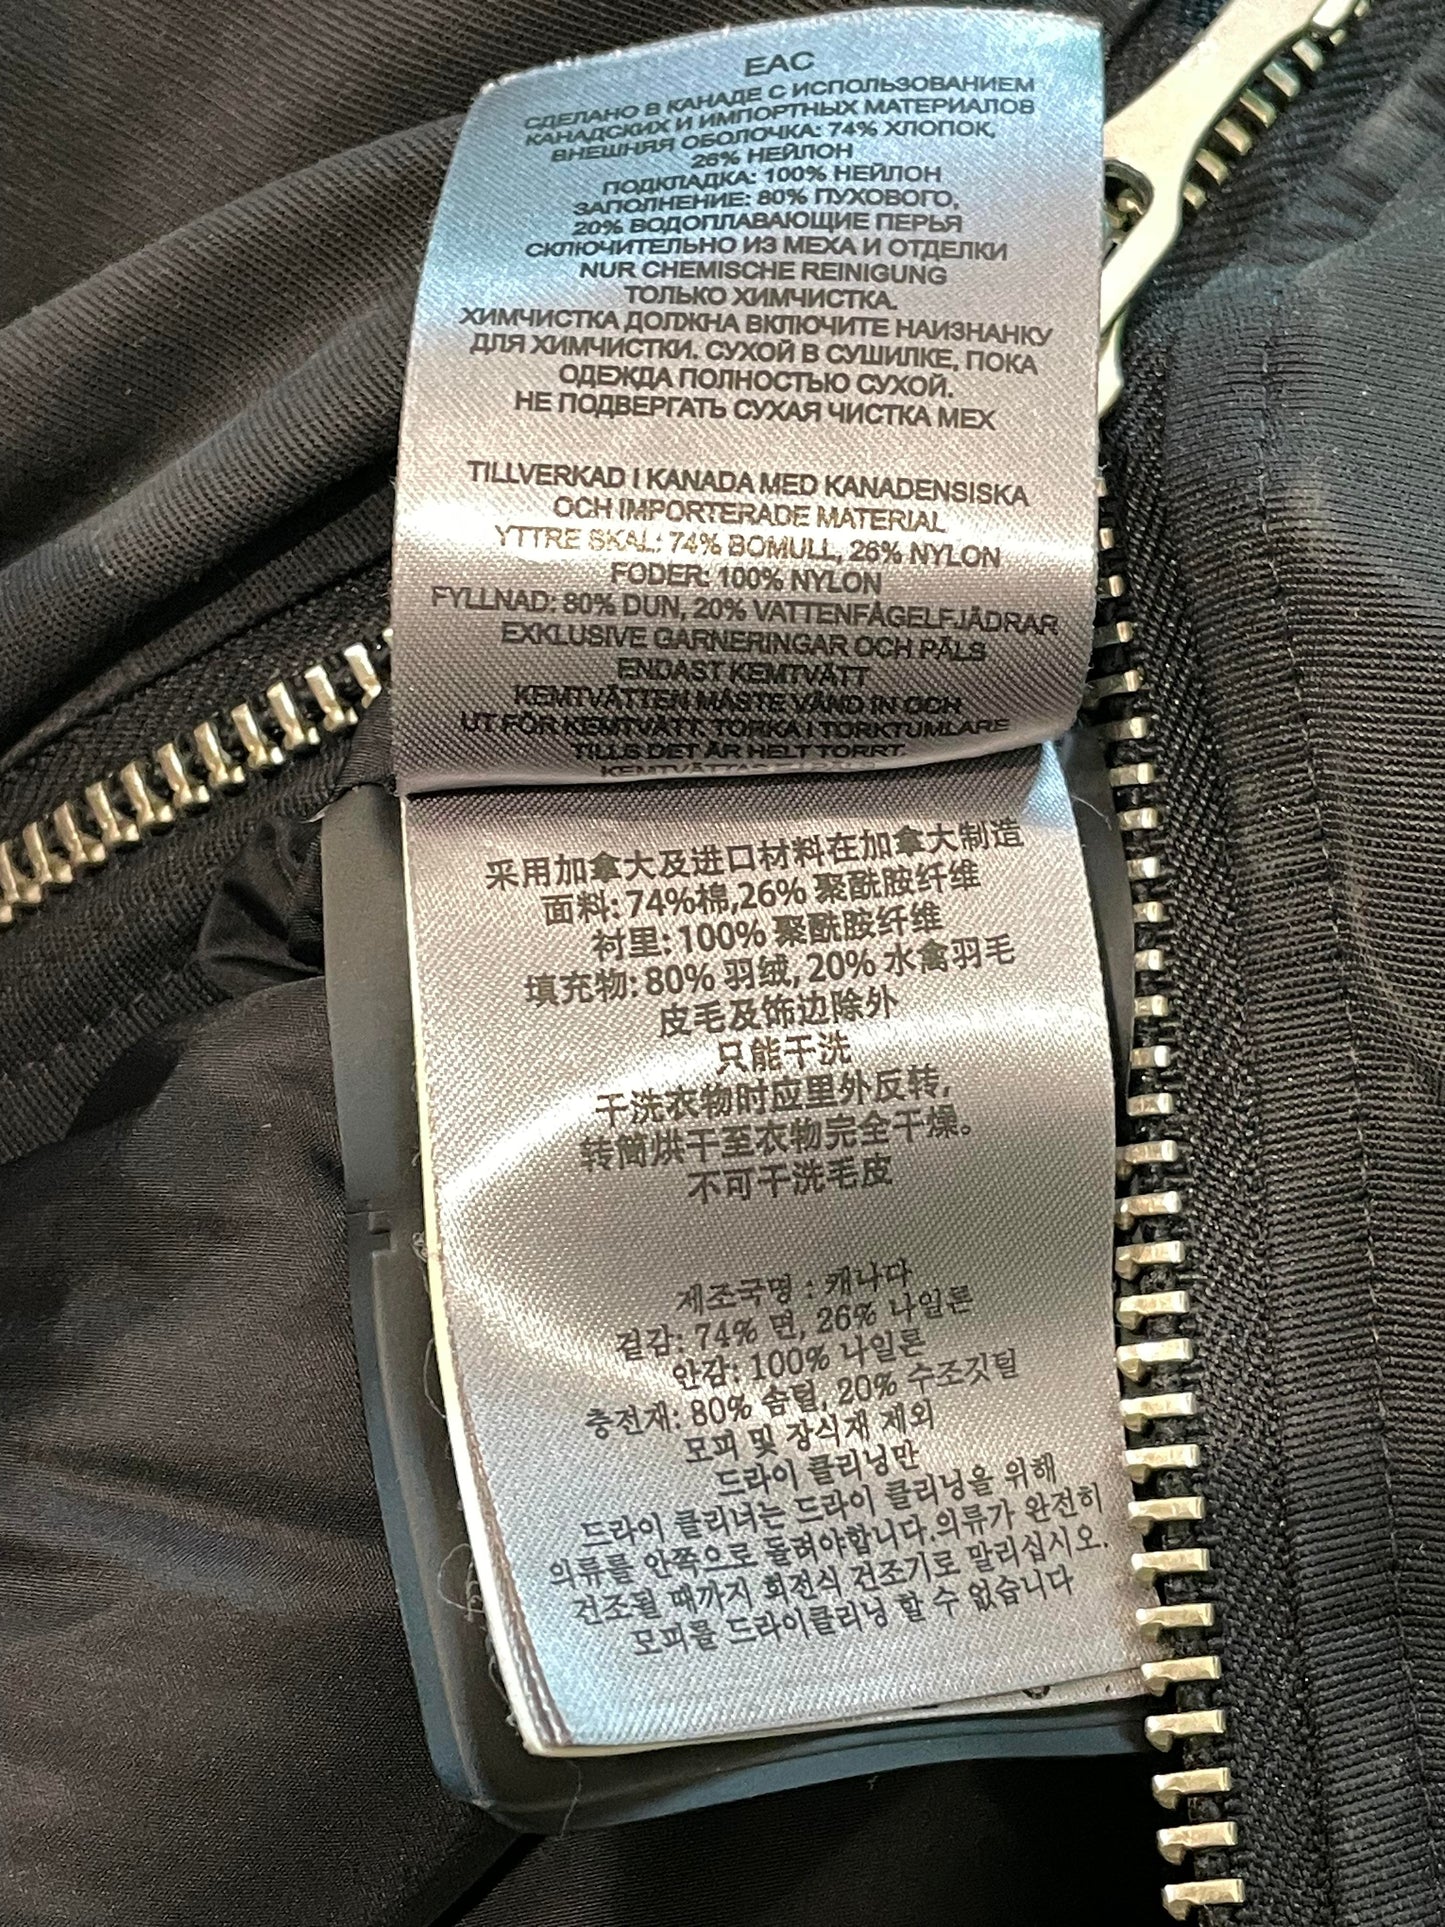 EAC
СДЕЛАНО В КАНАДЕ С ИСПОЛЬЗОВАНИЕМ
КАНАДСКИХ И ИМПОРТНЫХ МАТЕРИАЛОВ
ВНЕШНЯЯ ОБОЛОЧКА: 74% ХЛОПОК,
26% НЕЙЛОН
ПОДКЛАДКА: 100% НЕЙЛОН
ЗАПОЛНЕНИЕ: 80% ПУХОВОГО,
20% ВОДОПЛАВАЮЩИЕ ПЕРЬЯ
СКЛЮЧИТЕЛЬНО ИЗ МЕХА И ОТДЕЛКИ
NUR CHEMISCHE REINIGUNG
ТОЛЬКО ХИМЧИСТКА.
ХИМЧИСТКА ДОЛЖНА ВКЛЮЧИТЕ НАИЗНАНКУ
ДЛЯ ХИМЧИСТКИ. СУХОЙ В СУШИЛКЕ, ПОКА
ОДЕЖДА ПОЛНОСТЬЮ СУХОЙ.
НЕ ПОДВЕРГАТЬ СУХАЯ ЧИСТКА МЕХ
TILLVERKAD I KANADA MED KANADENSISKA
OCH IMPORTERADE MATERIAL
YTTRE SKAL: 74% BOMULL, 26% NYLON
FODER: 100% NYLON
FYLLNAD: 80% DUN, 20% VATTENFÅGELFJÄDRAR
EXKLUSIVE GARNERINGAR OCH PÄLS
ENDAST KEMTVÄTT
KEMTVÄTTEN MÅSTE VÄND IN OCH
UT FÖR KEMTVÄTT. TORKA I TORKTUMLARE
TILLS DET ÄR HELT TORRT.
采用加拿大及进口材料在加拿大制造
面料: 74%棉,26% 聚酰胺纤维
衬里: 100% 聚酰胺纤维
填充物: 80% 羽绒, 20% 水禽羽毛
皮毛及饰边除外
只能干洗
干洗衣物时应里外反转,
转筒烘干至衣物完全干燥。
不可干洗毛皮
제조국명 : 캐나다
겉감: 74% 면, 26% 나일론
안감: 100% 나일론
충전재: 80% 솜털, 20% 수조깃털
모피 및 장식재 제외
드라이 클리닝만
드라이 클리너는 드라이 클리닝을 위해
의류를 안쪽으로 돌려야합니다.의류가 완전히
건조될 때까지 회전식 건조기로 말리십시오.
모피를 드라이클리닝 할 수 없습니다